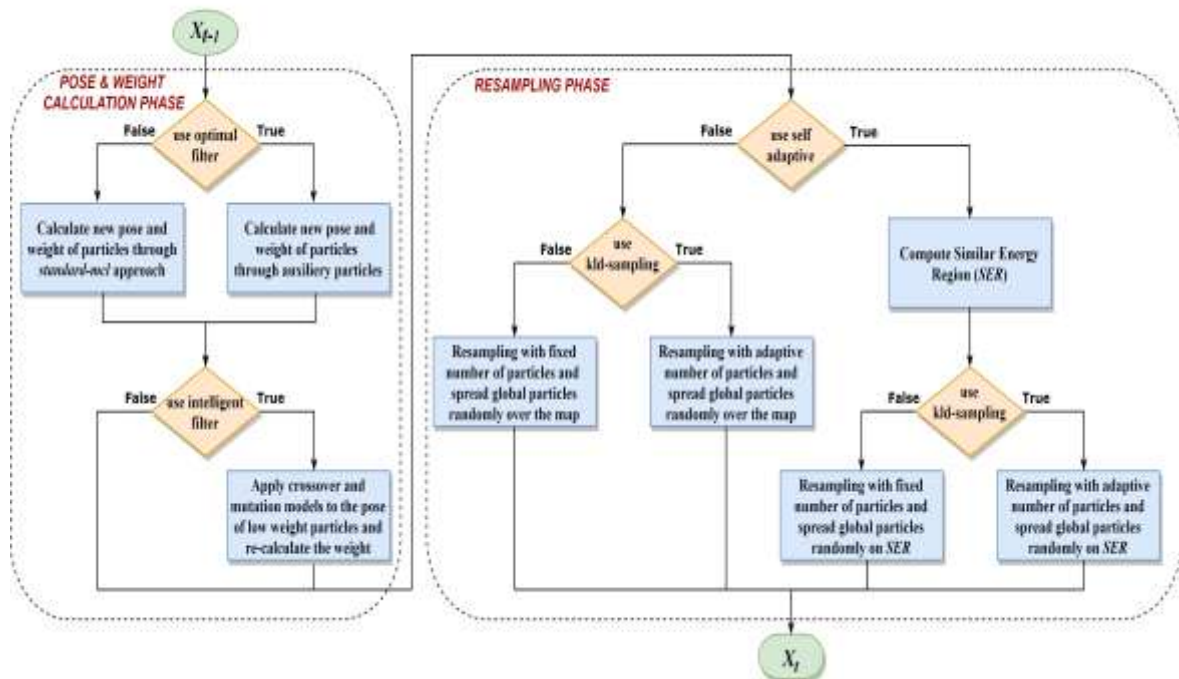 X_{t-1}
POSE & WEIGHT
CALCULATION PHASE
False
True
use optimal
filter
Calculate new pose and
weight of particles through
standard-mcl approach
Calculate new pose and
weight of particles
through auxiliery particles
False
True
use intelligent
filter
Apply crossover and
mutation models to the pose
of low weight particles and
re-calculate the weight
RESAMPLING PHASE
False
True
use self
adaptive
False
True
use
kld-sampling
Compute Similar Energy
Region (SER)
Resampling with fixed
number of particles and
spread global particles
randomly over the map
Resampling with adaptive
number of particles and
spread global particles
randomly over the map
False
True
use
kld-sampling
Resampling with fixed
number of particles and
spread global particles
randomly on SER
Resampling with adaptive
number of particles and
spread global particles
randomly on SER
X_t